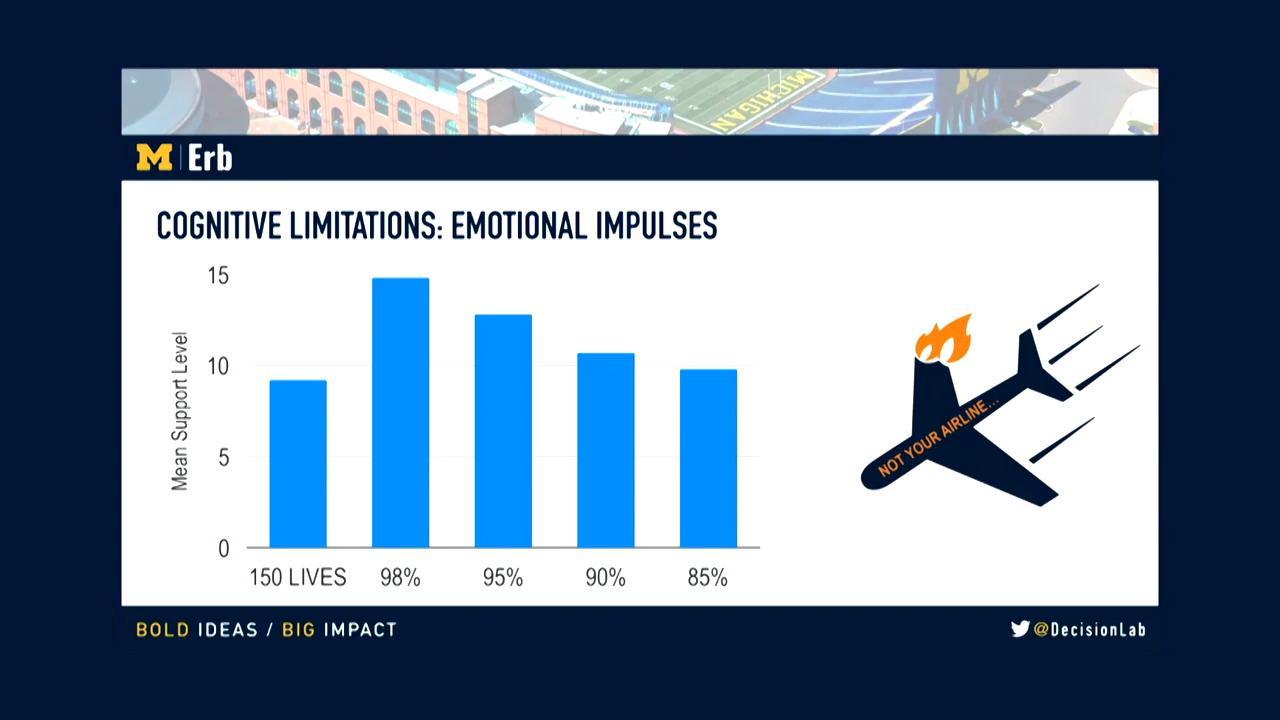 MICHIGAN
M
M | Erb
COGNITIVE LIMITATIONS: EMOTIONAL IMPULSES
15
10
5
0
Mean Support Level
150 LIVES 98% 95% 90% 85%
NOT YOUR AIRLINE...
BOLD IDEAS / BIG IMPACT
@DecisionLab